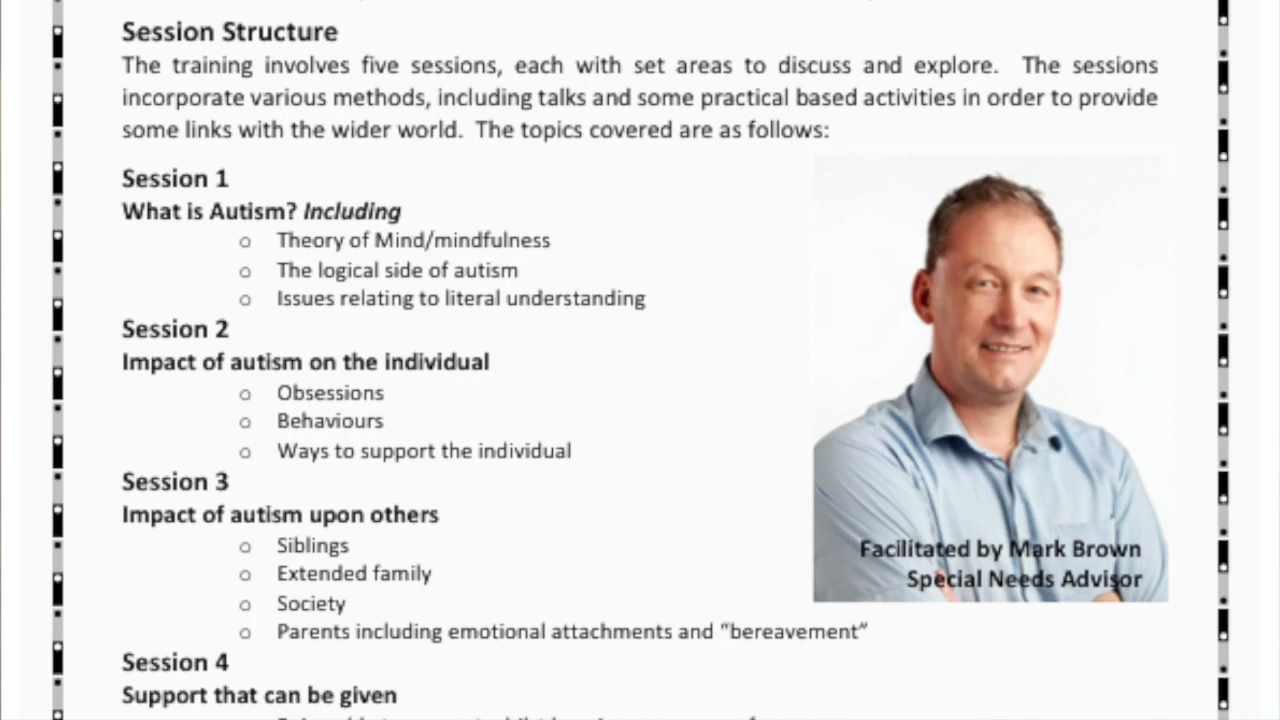 Session Structure
The training involves five sessions, each with set areas to discuss and explore. The sessions
incorporate various methods, including talks and some practical based activities in order to provide
some links with the wider world. The topics covered are as follows:
Session 1
What is Autism? Including
o Theory of Mind/mindfulness
o The logical side of autism
o Issues relating to literal understanding
Session 2
Impact of autism on the individual
o Obsessions
o Behaviours
o Ways to support the individual
Session 3
Impact of autism upon others
o Siblings
o Extended family
o Society
o Parents including emotional attachments and “bereavement”
Facilitated by Mark Brown
Special Needs Advisor
Session 4
Support that can be given